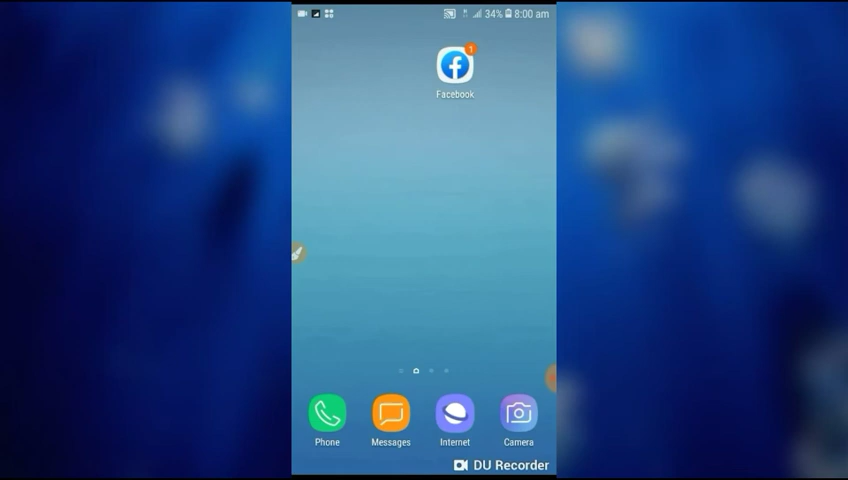 34% 8:00 am
1
Facebook
Phone Messages Internet Camera
DU Recorder